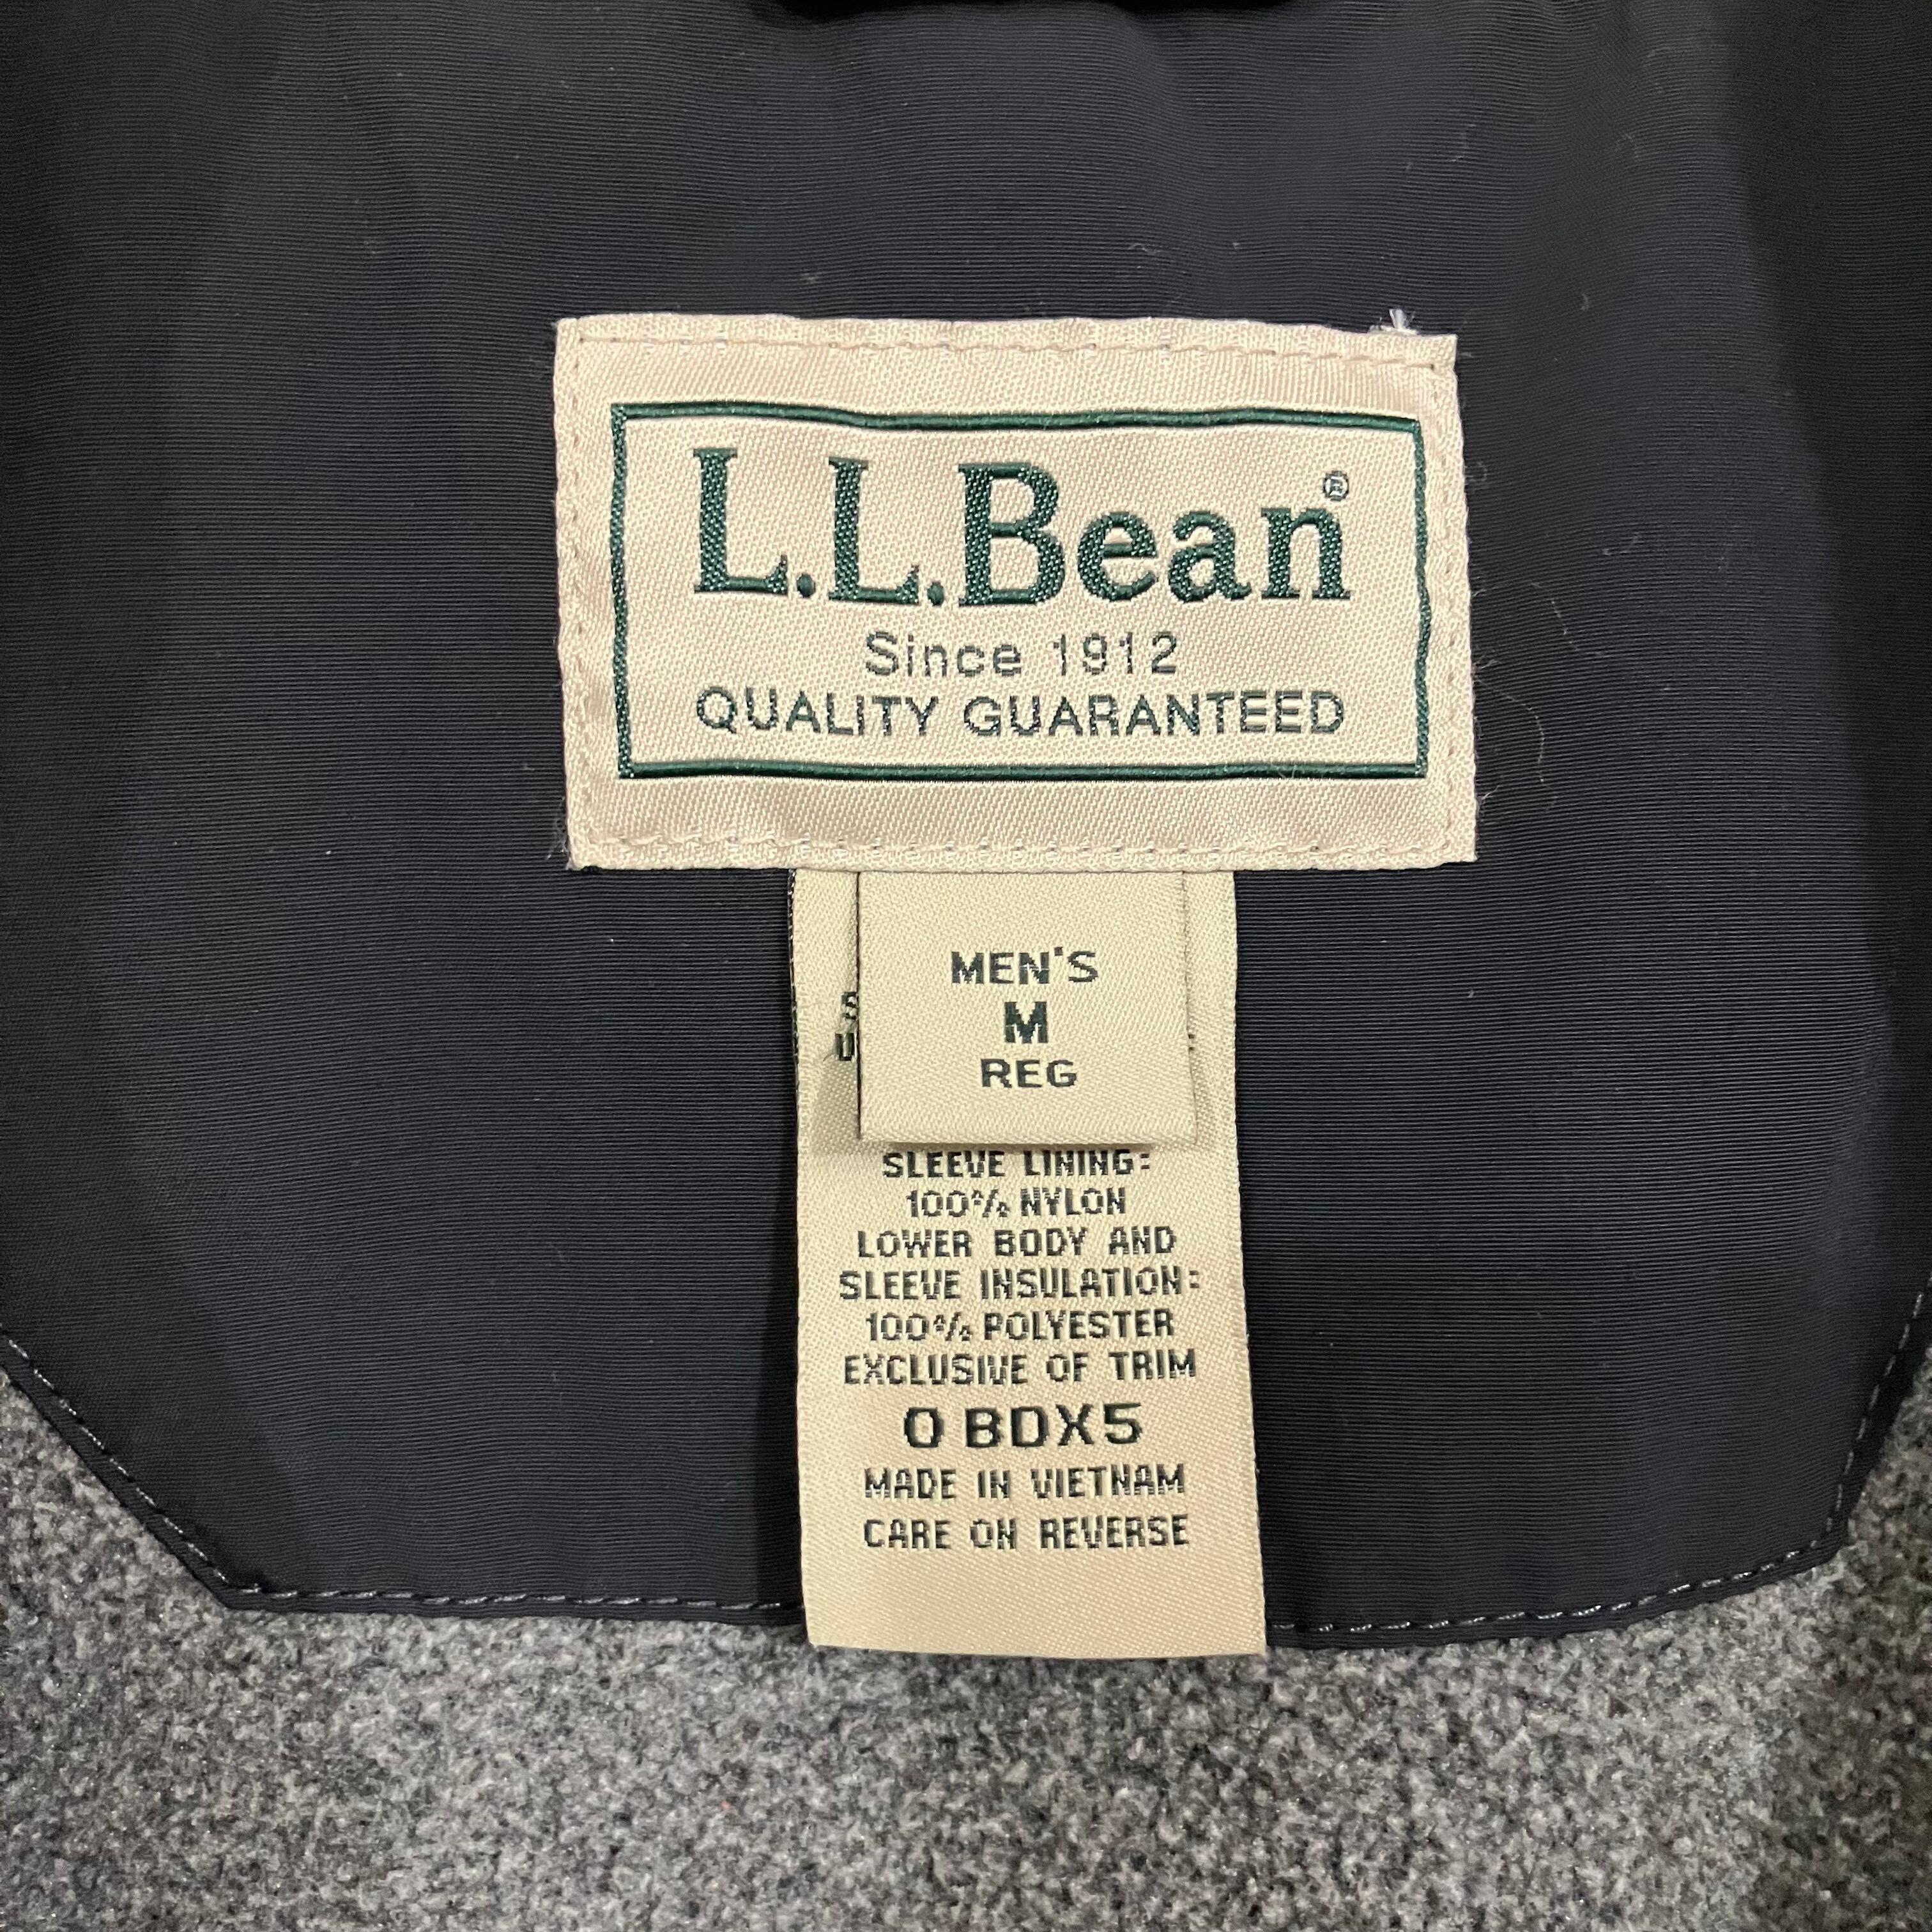 L.L.Bean®
Since 1912
QUALITY GUARANTEED
MEN'S
M
REG
SLEEVE LINING:
100% NYLON
LOWER BODY AND
SLEEVE INSULATION:
100% POLYESTER
EXCLUSIVE OF TRIM
0 BDX5
MADE IN VIETNAM
CARE ON REVERSE